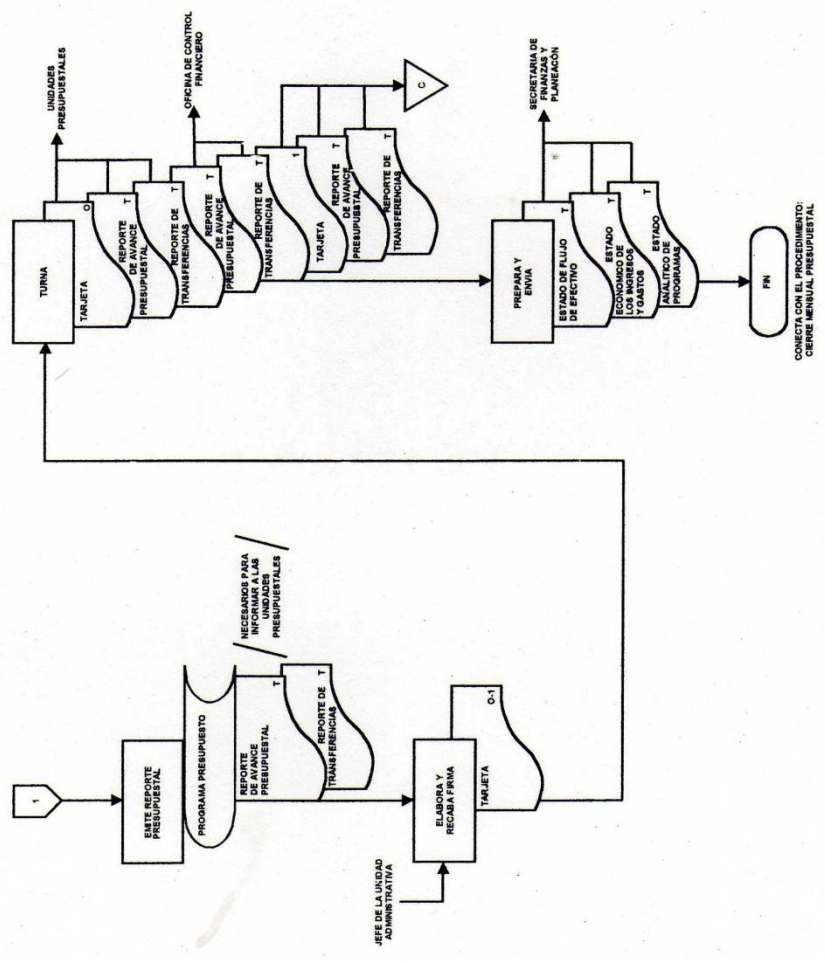 1
EMITE REPORTE
PRESUPUESTAL
PROGRAMA PRESUPUESTO
REPORTE
DE AVANCE
PRESUPUESTAL
T
REPORTE DE
TRANSFERENCIAS
T
NECESARIOS PARA
INFORMAR A LAS
UNIDADES
PRESUPUESTALES
JEFE DE LA UNIDAD
ADMINISTRATIVA
ELABORA Y
RECABA FIRMA
TARJETA
O-1
TURNA
UNIDADES
PRESUPUESTALES
TARJETA
O
REPORTE
DE AVANCE
PRESUPUESTAL
T
REPORTE DE
TRANSFERENCIAS
T
OFICINA DE CONTROL
FINANCIERO
REPORTE
DE AVANCE
PRESUPUESTAL
T
REPORTE DE
TRANSFERENCIAS
T
TARJETA
1
REPORTE
DE AVANCE
PRESUPUBSTAL
T
REPORTE DE
TRANSFERENCIAS
T
C
PREPARA Y
ENVIA
SECRETARIA DE
FINANZAS Y
PLANEACÓN
ESTADO DE FLUJO
DE EFECTIVO
T
ESTADO
ECONOMICO DE
LOS INGRESOS
Y GASTOS
T
ESTADO
ANÁLITICO DE
PROGRAMAS
T
FIN
CONECTA CON EL PROCEDIMIENTO:
CIERRE MENSUAL PRESUPUESTAL